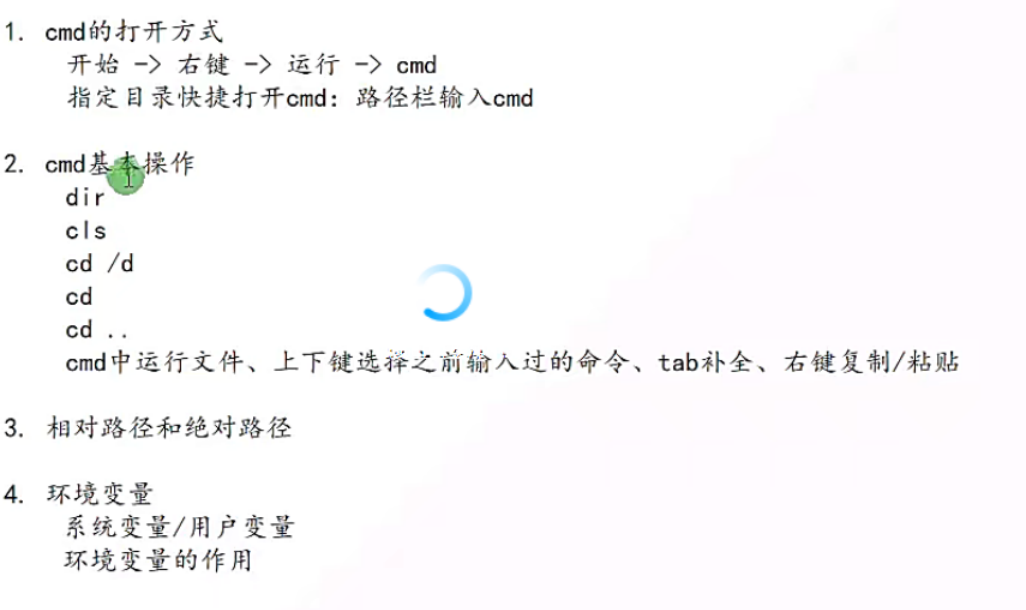 1. cmd的打开方式
开始 -> 右键 -> 运行 -> cmd
指定目录快捷打开cmd: 路径栏输入cmd
2. cmd基本操作
dir
cls
cd /d
cd
cd ..
cmd中运行文件、上下键选择之前输入过的命令、tab补全、右键复制/粘贴
3. 相对路径和绝对路径
4. 环境变量
系统变量/用户变量
环境变量的作用